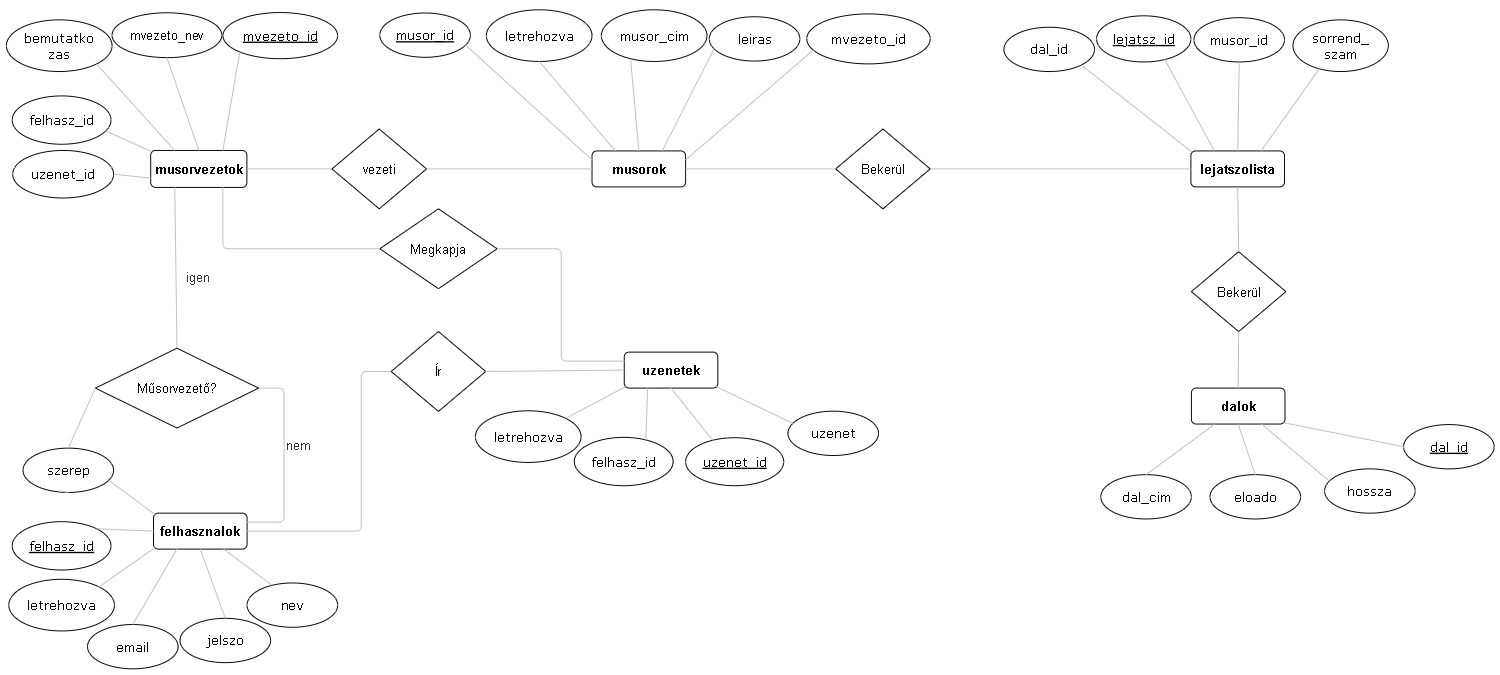 bemutatko
zas
mvezeto_nev
mvezeto_id
musor_id
letrehozva
musor_cim
leiras
mvezeto_id
dal_id
lejatsz_id
musor_id
sorrend_
szam
felhasz_id
uzenet_id
musorvezetok
vezeti
musorok
Bekerül
lejatszolista
Megkapja
igen
Bekerül
Műsorvezető?
Ír
uzenetek
dalok
letrehozva
felhasz_id
uzenet_id
uzenet
nem
szerep
dal_cim
eloado
hossza
dal_id
felhasznalok
felhasz_id
letrehozva
email
jelszo
nev